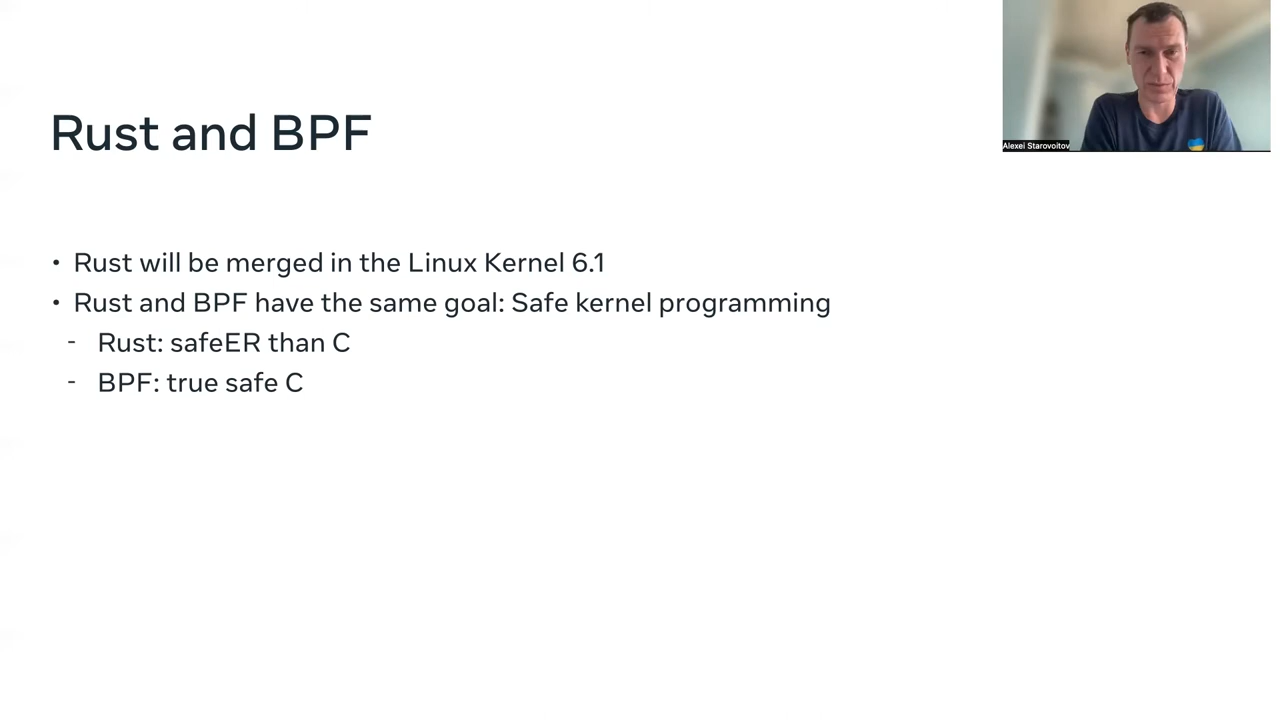 Rust and BPF
Alexei Starovoitov
• Rust will be merged in the Linux Kernel 6.1
• Rust and BPF have the same goal: Safe kernel programming
- Rust: safeER than C
- BPF: true safe C